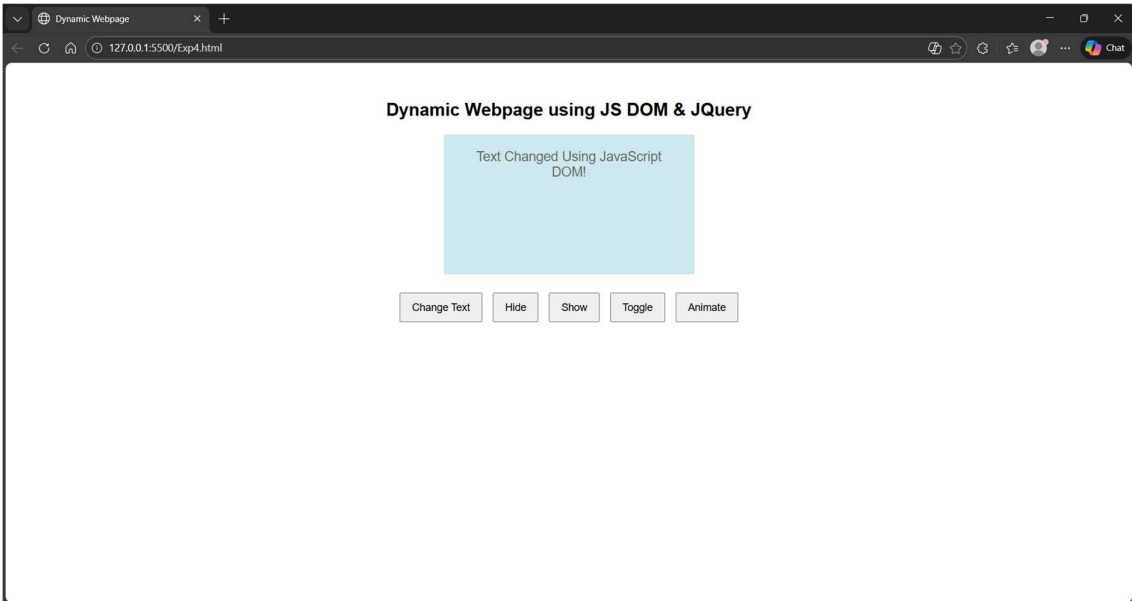 Dynamic Webpage
127.0.0.1:5500/Exp4.html
Chat
Dynamic Webpage using JS DOM & JQuery
Text Changed Using JavaScript
DOM!
Change Text Hide Show Toggle Animate